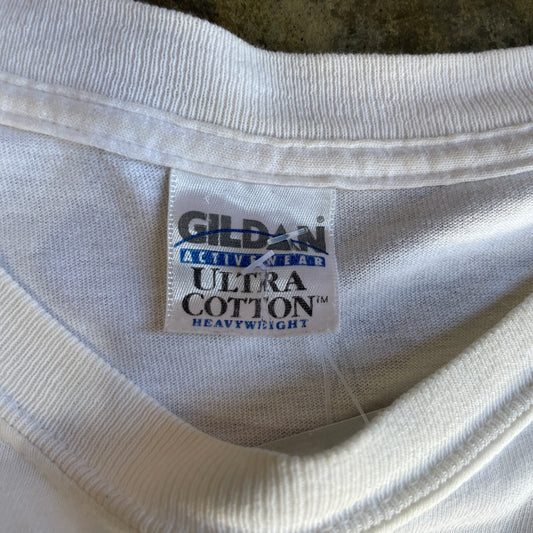 GILDAN
ACTIVEWEAR
ULTRA
COTTON™
HEAVYWEIGHT